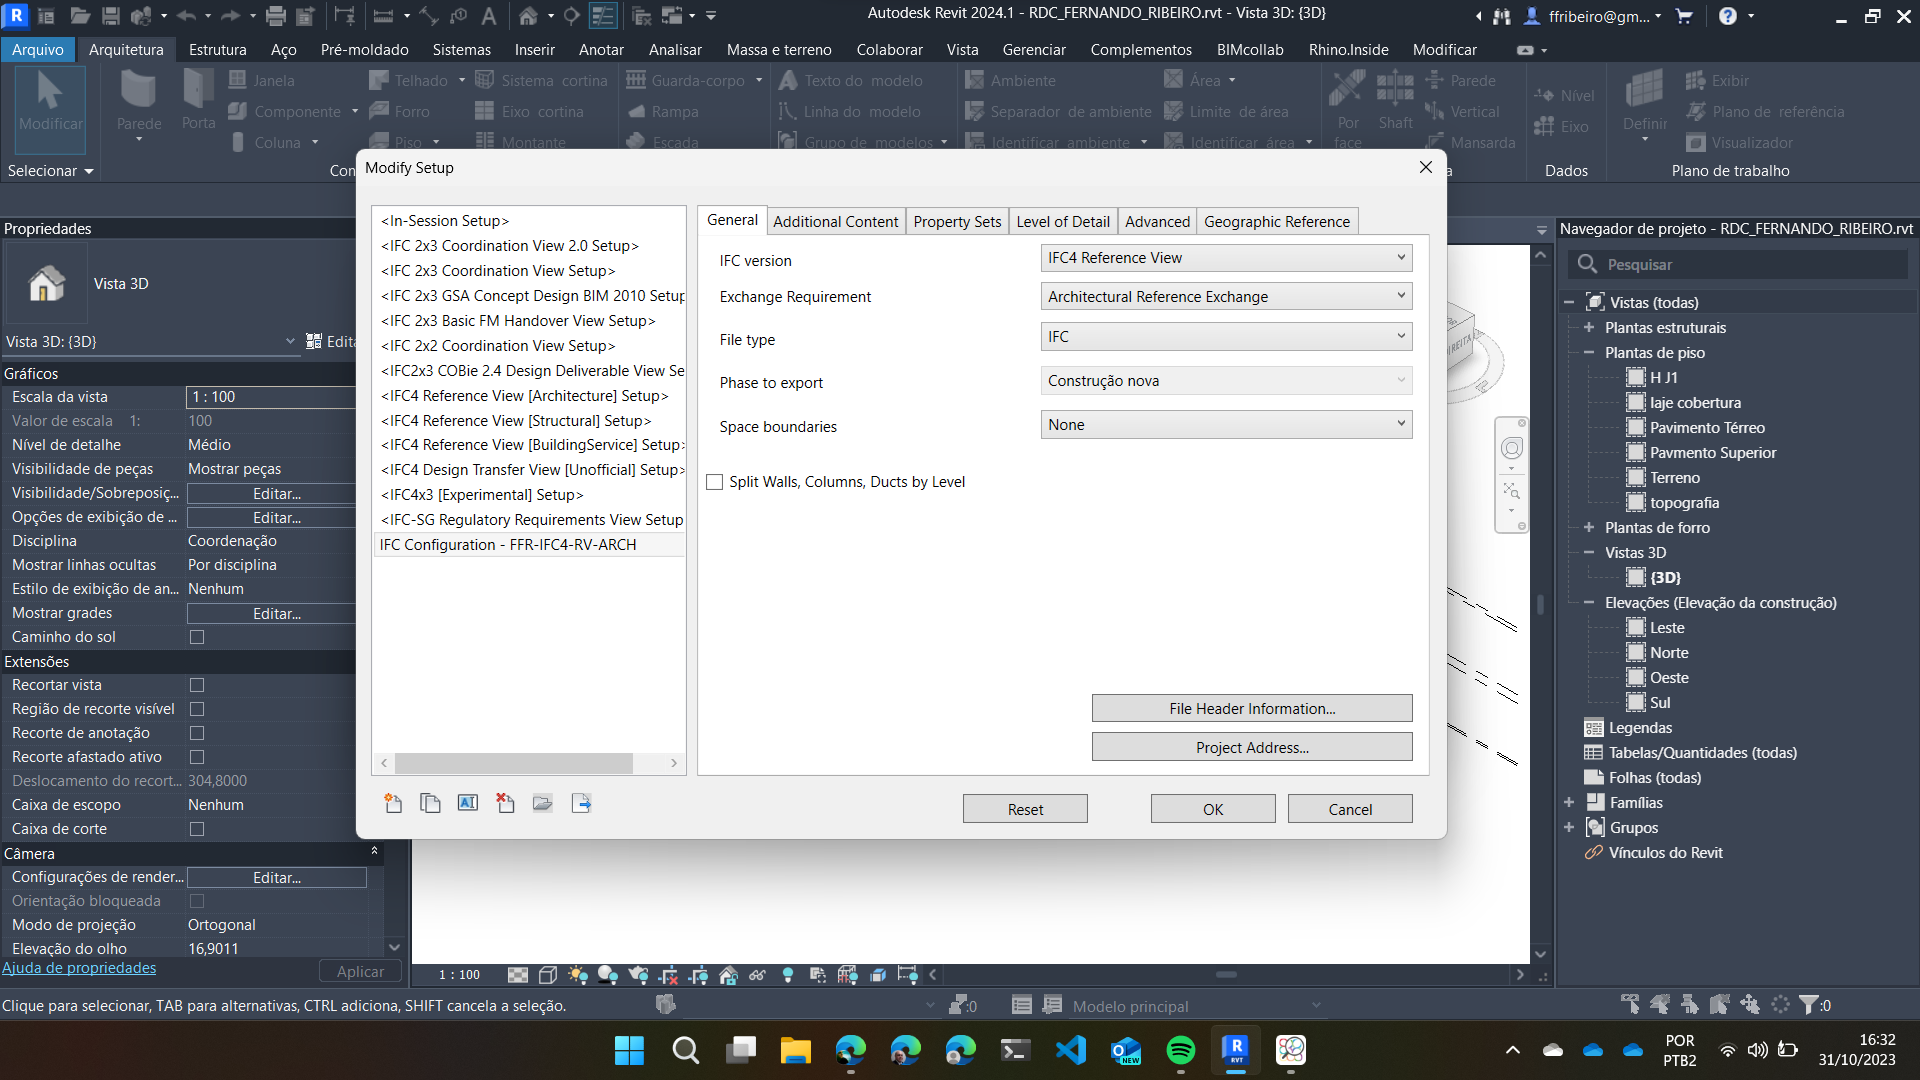 Autodesk Revit 2024.1 - RDC_FERNANDO_RIBEIRO.rvt - Vista 3D: {3D}
ffribeiro@gm...
Arquivo Arquitetura Estrutura Aço Pré-moldado Sistemas Inserir Anotar Analisar Massa e terreno Colaborar Vista Gerenciar Complementos BIMcollab Rhino.Inside Modificar
Modificar
Parede
Porta
Janela
Componente
Coluna
Telhado
Forro
Piso
Sistema cortina
Eixo cortina
Montante
Guarda-corpo
Rampa
Escada
Texto do modelo
Linha do modelo
Grupo de modelos
Ambiente
Separador de ambiente
Identificar ambiente
Área
Limite de área
Identificar área
Por
face
Shaft
Parede
Vertical
Mansarda
Nível
Eixo
Definir
Exibir
Plano de referência
Visualizador
Selecionar
Con
a
Dados
Plano de trabalho
Propriedades
Vista 3D
Vista 3D: {3D}
Edita
Gráficos
Escala da vista 1 : 100
Valor de escala 1: 100
Nível de detalhe Médio
Visibilidade de peças Mostrar peças
Visibilidade/Sobreposiç... Editar...
Opções de exibição de ... Editar...
Disciplina Coordenação
Mostrar linhas ocultas Por disciplina
Estilo de exibição de an... Nenhum
Mostrar grades Editar...
Caminho do sol
Extensões
Recortar vista
Região de recorte visível
Recorte de anotação
Recorte afastado ativo
Deslocamento do recort... 304,8000
Caixa de escopo Nenhum
Caixa de corte
Câmera
Configurações de render... Editar...
Orientação bloqueada
Modo de projeção Ortogonal
Elevação do olho 16,9011
Ajuda de propriedades
Aplicar
Modify Setup
<In-Session Setup>
<IFC 2x3 Coordination View 2.0 Setup>
<IFC 2x3 Coordination View Setup>
<IFC 2x3 GSA Concept Design BIM 2010 Setup
<IFC 2x3 Basic FM Handover View Setup>
<IFC 2x2 Coordination View Setup>
<IFC2x3 COBie 2.4 Design Deliverable View Se
<IFC4 Reference View [Architecture] Setup>
<IFC4 Reference View [Structural] Setup>
<IFC4 Reference View [BuildingService] Setup>
<IFC4 Design Transfer View [Unofficial] Setup>
<IFC4x3 [Experimental] Setup>
<IFC-SG Regulatory Requirements View Setup
IFC Configuration - FFR-IFC4-RV-ARCH
General Additional Content Property Sets Level of Detail Advanced Geographic Reference
IFC version IFC4 Reference View
Exchange Requirement Architectural Reference Exchange
File type IFC
Phase to export Construção nova
Space boundaries None
Split Walls, Columns, Ducts by Level
File Header Information...
Project Address...
Reset OK Cancel
DIREITA
Navegador de projeto - RDC_FERNANDO_RIBEIRO.rvt
Pesquisar
Vistas (todas)
Plantas estruturais
Plantas de piso
H J1
laje cobertura
Pavimento Térreo
Pavmento Superior
Terreno
topografia
Plantas de forro
Vistas 3D
{3D}
Elevações (Elevação da construção)
Leste
Norte
Oeste
Sul
Legendas
Tabelas/Quantidades (todas)
Folhas (todas)
Famílias
Grupos
Vínculos do Revit
1 : 100
Clique para selecionar, TAB para alternativas, CTRL adiciona, SHIFT cancela a seleção.
:0
Modelo principal
:0
R
RVT
NEW
POR
PTB2
16:32
31/10/2023